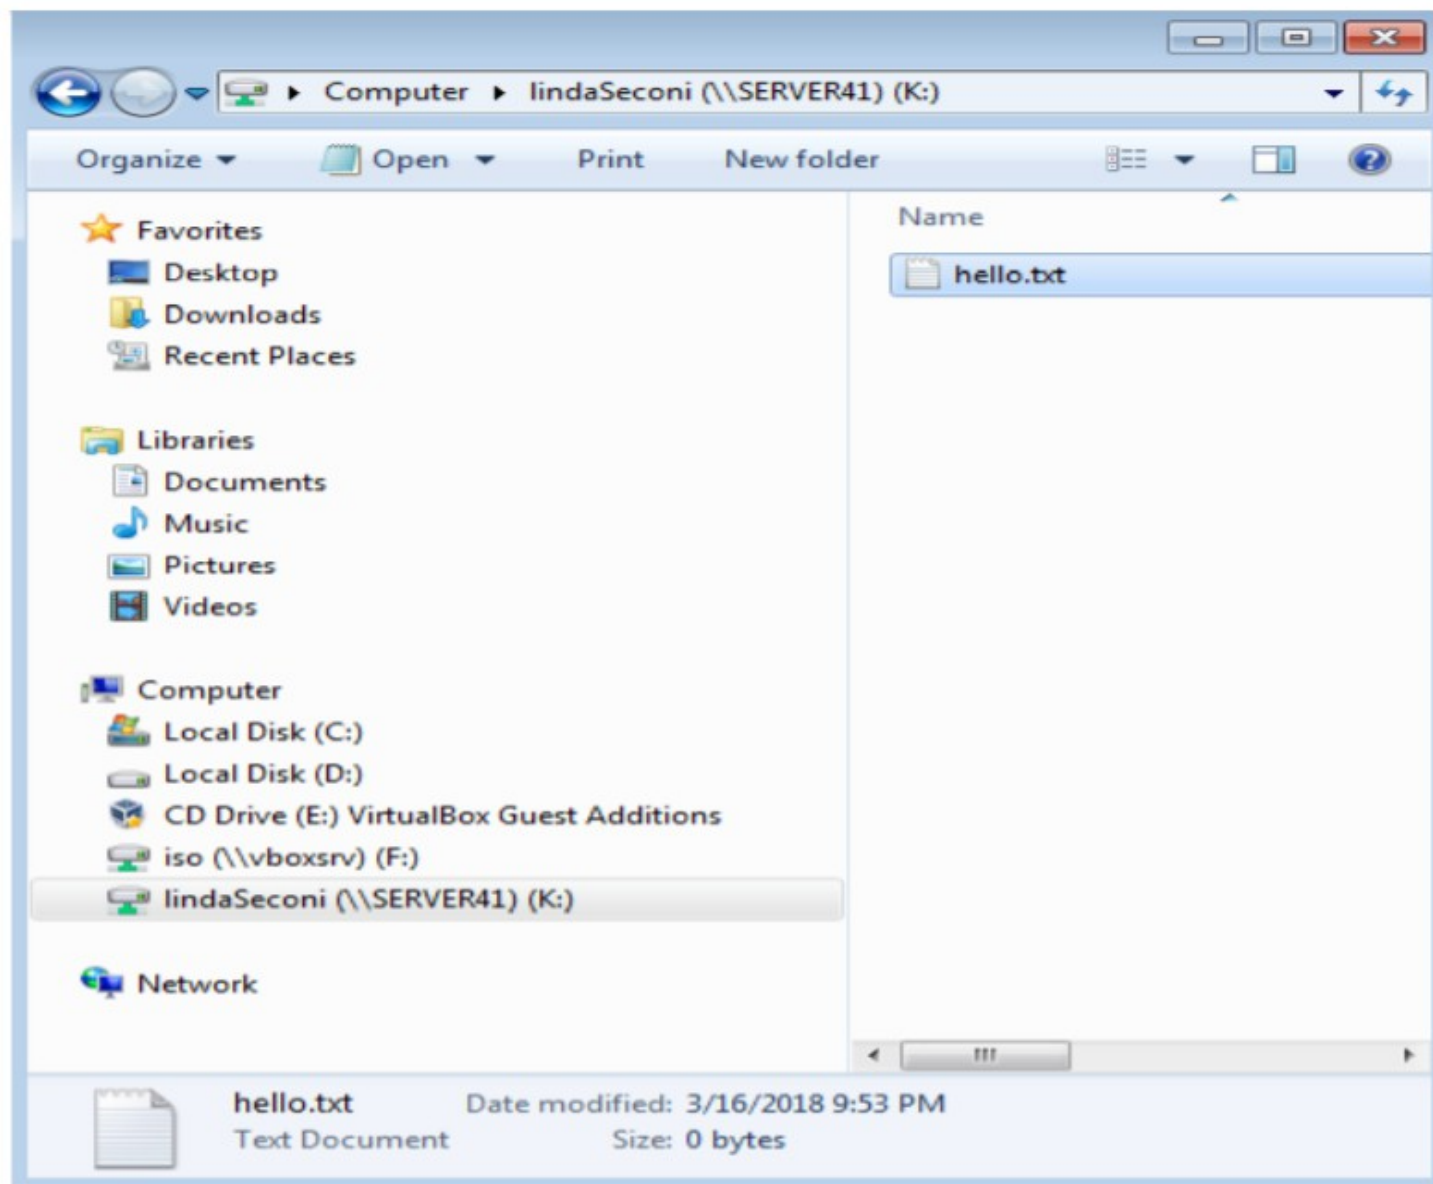 Computer lindaSeconi (\\SERVER41) (K:)
Organize Open Print New folder
Favorites
Desktop
Downloads
Recent Places
Libraries
Documents
Music
Pictures
Videos
Computer
Local Disk (C:)
Local Disk (D:)
CD Drive (E:) VirtualBox Guest Additions
iso (\\vboxsrv) (F:)
lindaSeconi (\\SERVER41) (K:)
Network
Name
hello.txt
hello.txt Date modified: 3/16/2018 9:53 PM
Text Document Size: 0 bytes